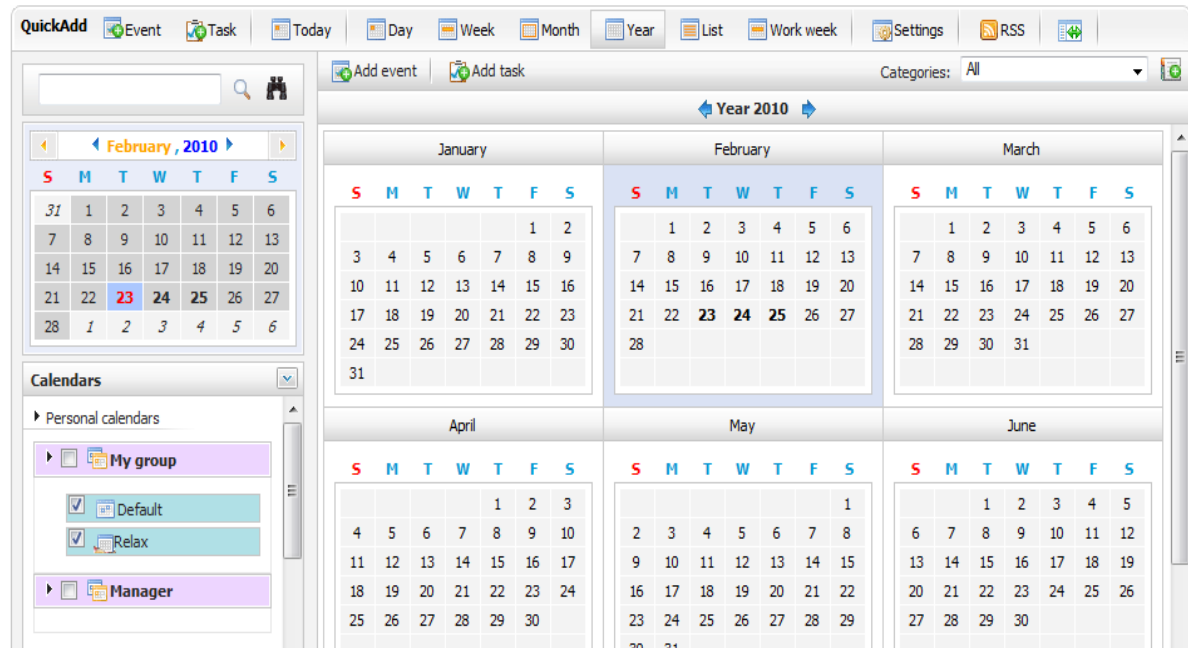 QuickAdd Event Task Today Day Week Month Year List Work week Settings RSS
Add event Add task Categories: All
Year 2010
February , 2010
S M T W T F S
31 1 2 3 4 5 6
7 8 9 10 11 12 13
14 15 16 17 18 19 20
21 22 23 24 25 26 27
28 1 2 3 4 5 6
Calendars
Personal calendars
My group
Default
Relax
Manager
January February March
S M T W T F S S M T W T F S S M T W T F S
1 2 1 2 3 4 5 6 1 2 3 4 5 6
3 4 5 6 7 8 9 7 8 9 10 11 12 13 7 8 9 10 11 12 13
10 11 12 13 14 15 16 14 15 16 17 18 19 20 14 15 16 17 18 19 20
17 18 19 20 21 22 23 21 22 23 24 25 26 27 21 22 23 24 25 26 27
24 25 26 27 28 29 30 28 28 29 30 31
31
April May June
S M T W T F S S M T W T F S S M T W T F S
1 2 3 1 1 2 3 4 5
4 5 6 7 8 9 10 2 3 4 5 6 7 8 6 7 8 9 10 11 12
11 12 13 14 15 16 17 9 10 11 12 13 14 15 13 14 15 16 17 18 19
18 19 20 21 22 23 24 16 17 18 19 20 21 22 20 21 22 23 24 25 26
25 26 27 28 29 30 23 24 25 26 27 28 29 27 28 29 30
30 31